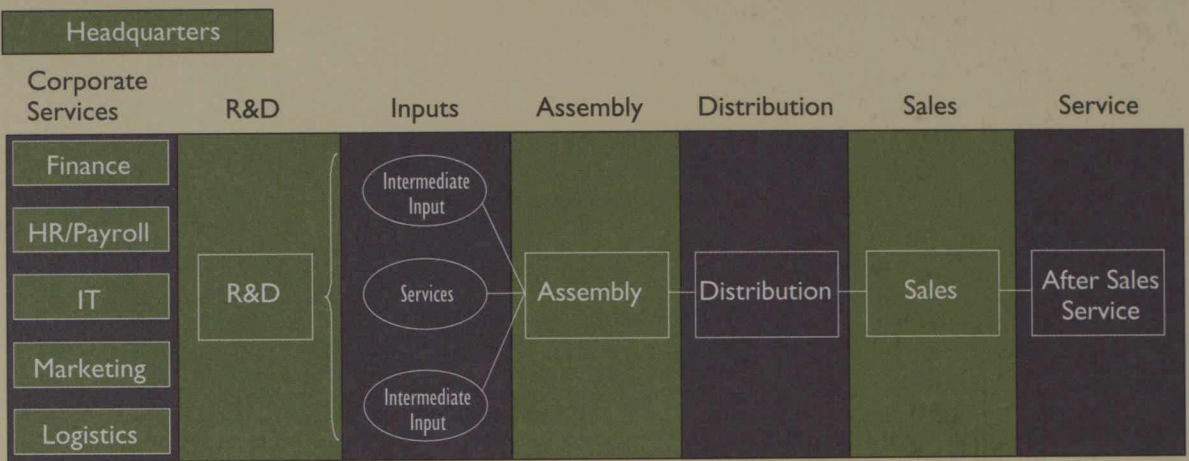 Headquarters
Corporate
Services
R&D
Inputs
Assembly
Distribution
Sales
Service
Finance
HR/Payroll
IT
Marketing
Logistics
R&D
Intermediate
Input
Services
Intermediate
Input
Assembly
Distribution
Sales
After Sales
Service